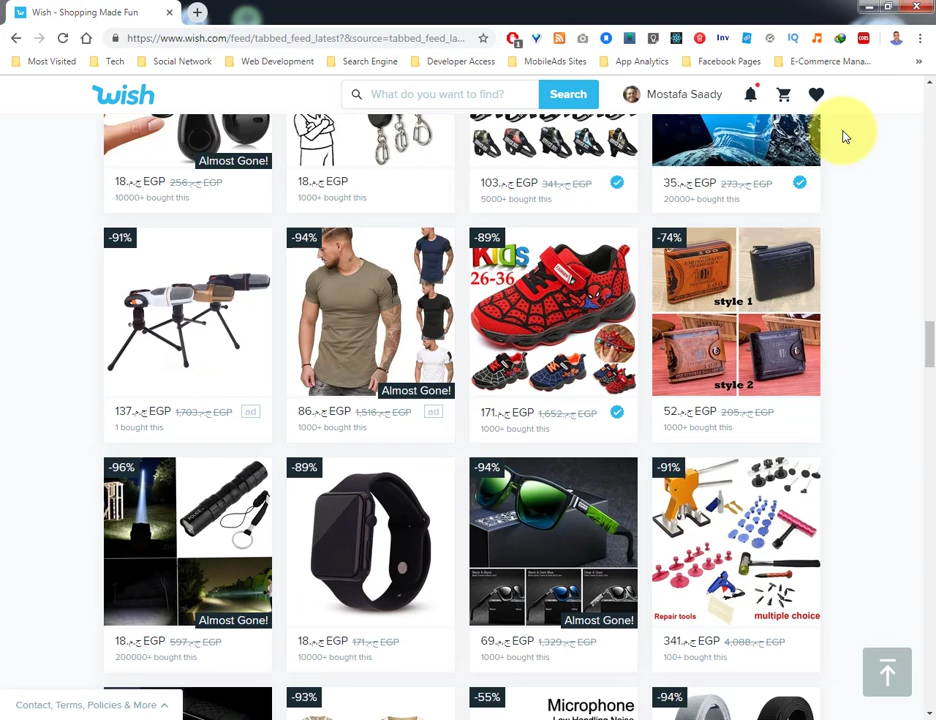 Wish - Shopping Made Fun
https://www.wish.com/feed/tabbed_feed_latest?&source=tabbed_feed_la...
Most Visited Tech Social Network Web Development Search Engine Developer Access MobileAds Sites App Analytics Facebook Pages E-Commerce Mana... »
wish What do you want to find? Search Mostafa Saady
Almost Gone!
18.ج.م.‏ EGP 256.ج.م.‏ EGP
10000+ bought this
18.ج.م.‏ EGP
1000+ bought this
103.ج.م.‏ EGP 341.ج.م.‏ EGP
5000+ bought this
35.ج.م.‏ EGP 273.ج.م.‏ EGP
20000+ bought this
-91%
137.ج.م.‏ EGP 1,703.ج.م.‏ EGP ad
1 bought this
-94%
Almost Gone!
86.ج.م.‏ EGP 1,516.ج.م.‏ EGP ad
1000+ bought this
-89%
Kids
26-36
171.ج.م.‏ EGP 1,652.ج.م.‏ EGP
1000+ bought this
-74%
style 1
style 2
52.ج.م.‏ EGP 205.ج.م.‏ EGP
1000+ bought this
-96%
Almost Gone!
18.ج.م.‏ EGP 597.ج.م.‏ EGP
200000+ bought this
-89%
18.ج.م.‏ EGP 171.ج.م.‏ EGP
10000+ bought this
-94%
Almost Gone!
69.ج.م.‏ EGP 1,329.ج.م.‏ EGP
1000+ bought this
-91%
Repair tools multiple choice
341.ج.م.‏ EGP 4,088.ج.م.‏ EGP
100+ bought this
-93%
-55%
Microphone
Low Handling Noise
-94%
Contact, Terms, Policies & More